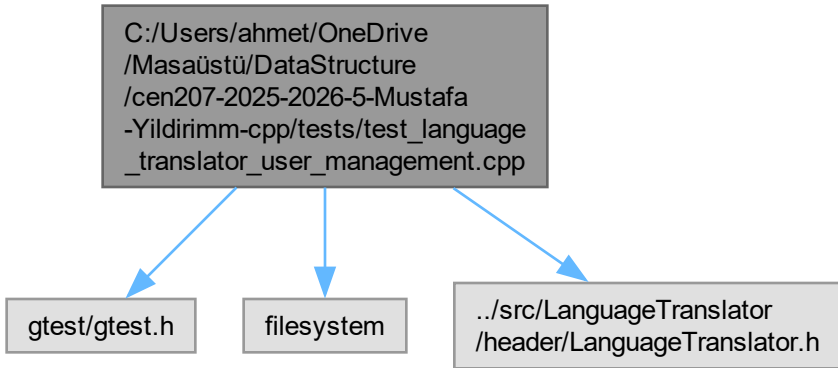 C:/Users/ahmet/OneDrive
/Masaüstü/DataStructure
/cen207-2025-2026-5-Mustafa
-Yildirimm-cpp/tests/test_language
_translator_user_management.cpp
gtest/gtest.h
filesystem
../src/LanguageTranslator
/header/LanguageTranslator.h